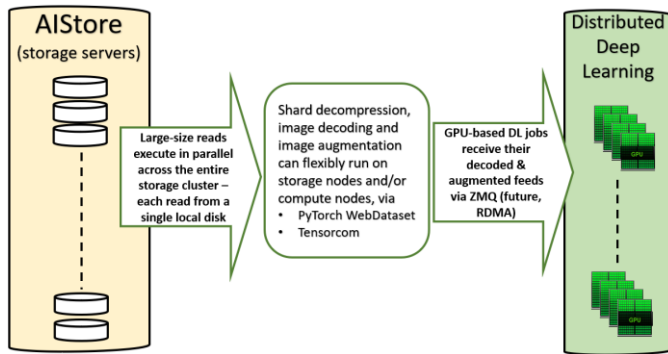 AIStore
(storage servers)
Large-size reads
execute in parallel
across the entire
storage cluster –
each read from a
single local disk
Shard decompression,
image decoding and
image augmentation
can flexibly run on
storage nodes and/or
compute nodes, via
• PyTorch WebDataset
• Tensorcom
GPU-based DL jobs
receive their
decoded &
augmented feeds
via ZMQ (future,
RDMA)
Distributed
Deep
Learning
GPU
GPU